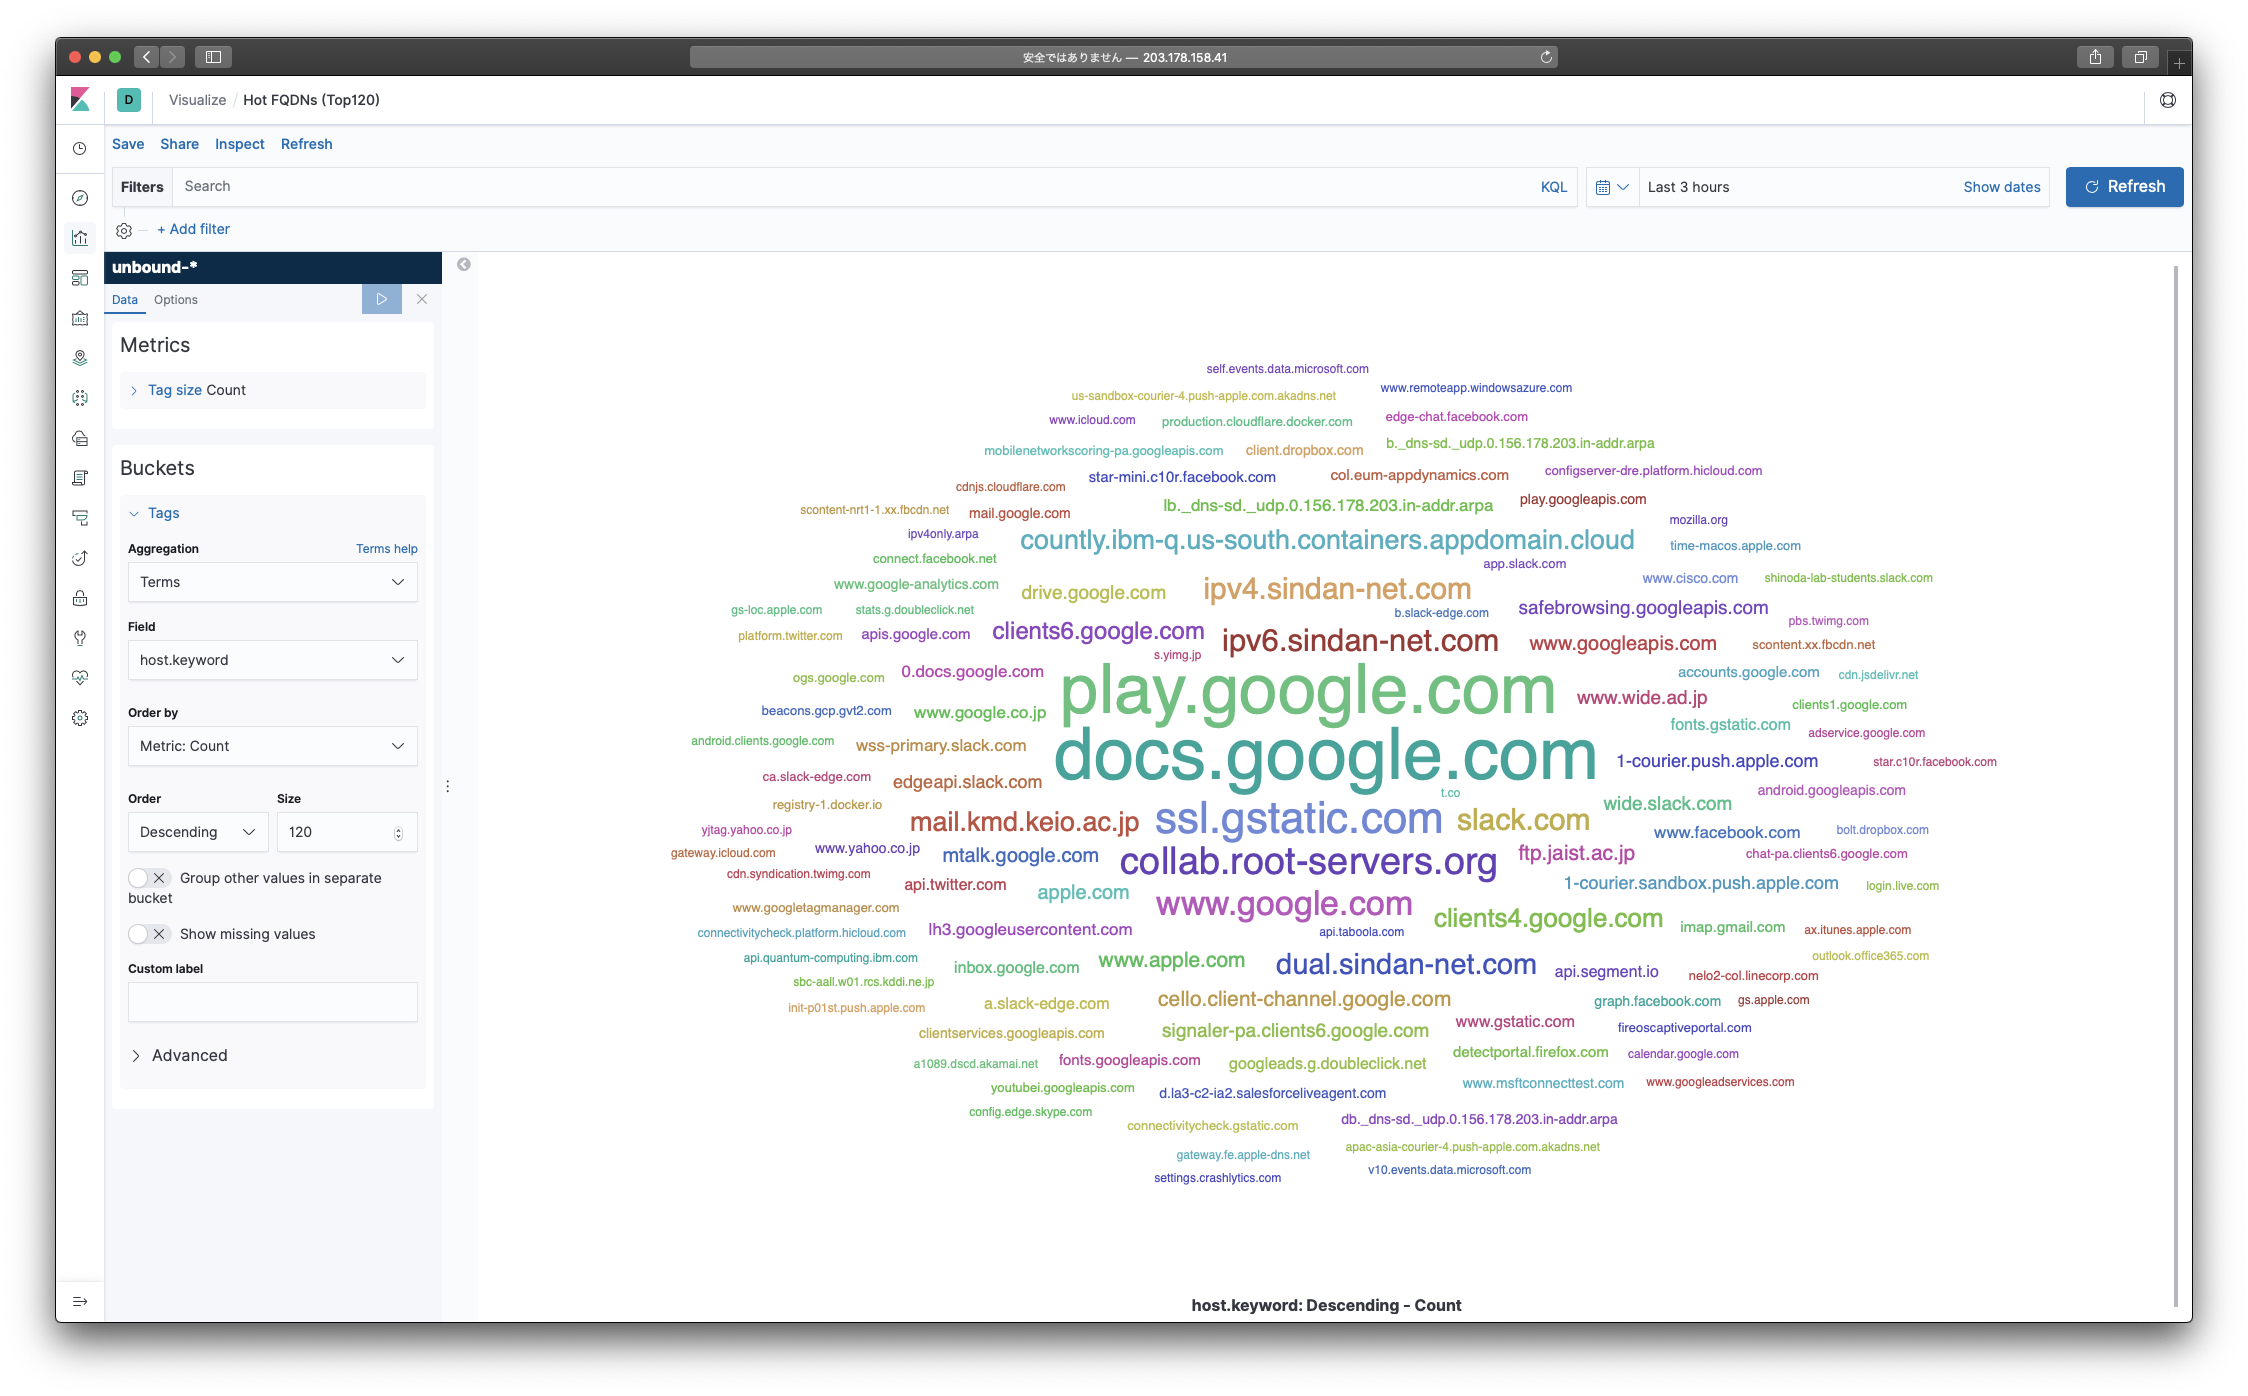 安全ではありません — 203.178.158.41
D
Visualize / Hot FQDNs (Top120)
Save Share Inspect Refresh
Filters Search KQL
Last 3 hours Show dates
Refresh
+ Add filter
unbound-*
Data Options
Metrics
Tag size Count
Buckets
Tags
Aggregation Terms help
Terms
Field
host.keyword
Order by
Metric: Count
Order Size
Descending 120
Group other values in separate
bucket
Show missing values
Custom label
Advanced
self.events.data.microsoft.com
www.remoteapp.windowsazure.com
us-sandbox-courier-4.push-apple.com.akadns.net
www.icloud.com production.cloudflare.docker.com edge-chat.facebook.com
mobilenetworkscoring-pa.googleapis.com client.dropbox.com b._dns-sd._udp.0.156.178.203.in-addr.arpa
star-mini.c10r.facebook.com col.eum-appdynamics.com configserver-dre.platform.hicloud.com
cdnjs.cloudflare.com
scontent-nrt1-1.xx.fbcdn.net mail.google.com lb._dns-sd._udp.0.156.178.203.in-addr.arpa play.googleapis.com
mozilla.org
ipv4only.arpa countly.ibm-q.us-south.containers.appdomain.cloud time-macos.apple.com
connect.facebook.net app.slack.com
www.google-analytics.com drive.google.com ipv4.sindan-net.com www.cisco.com shinoda-lab-students.slack.com
gs-loc.apple.com stats.g.doubleclick.net b.slack-edge.com safebrowsing.googleapis.com
platform.twitter.com apis.google.com clients6.google.com ipv6.sindan-net.com www.googleapis.com pbs.twimg.com
s.yimg.jp scontent.xx.fbcdn.net
ogs.google.com 0.docs.google.com play.google.com accounts.google.com cdn.jsdelivr.net
beacons.gcp.gvt2.com www.google.co.jp www.wide.ad.jp clients1.google.com
fonts.gstatic.com adservice.google.com
android.clients.google.com wss-primary.slack.com docs.google.com 1-courier.push.apple.com star.c10r.facebook.com
ca.slack-edge.com edgeapi.slack.com
t.co android.googleapis.com
registry-1.docker.io wide.slack.com
yjtag.yahoo.co.jp mail.kmd.keio.ac.jp ssl.gstatic.com slack.com www.facebook.com bolt.dropbox.com
gateway.icloud.com www.yahoo.co.jp mtalk.google.com collab.root-servers.org ftp.jaist.ac.jp chat-pa.clients6.google.com
cdn.syndication.twimg.com api.twitter.com apple.com 1-courier.sandbox.push.apple.com login.live.com
www.googletagmanager.com www.google.com clients4.google.com
connectivitycheck.platform.hicloud.com lh3.googleusercontent.com api.taboola.com imap.gmail.com ax.itunes.apple.com
api.quantum-computing.ibm.com inbox.google.com www.apple.com dual.sindan-net.com api.segment.io outlook.office365.com
sbc-aall.w01.rcs.kddi.ne.jp nelo2-col.linecorp.com
init-p01st.push.apple.com a.slack-edge.com cello.client-channel.google.com graph.facebook.com gs.apple.com
clientservices.googleapis.com signaler-pa.clients6.google.com www.gstatic.com fireoscaptiveportal.com
a1089.dscd.akamai.net fonts.googleapis.com googleads.g.doubleclick.net detectportal.firefox.com calendar.google.com
youtubei.googleapis.com d.la3-c2-ia2.salesforceliveagent.com www.msftconnecttest.com www.googleadservices.com
config.edge.skype.com
connectivitycheck.gstatic.com db._dns-sd._udp.0.156.178.203.in-addr.arpa
gateway.fe.apple-dns.net apac-asia-courier-4.push-apple.com.akadns.net
settings.crashlytics.com v10.events.data.microsoft.com
host.keyword: Descending - Count